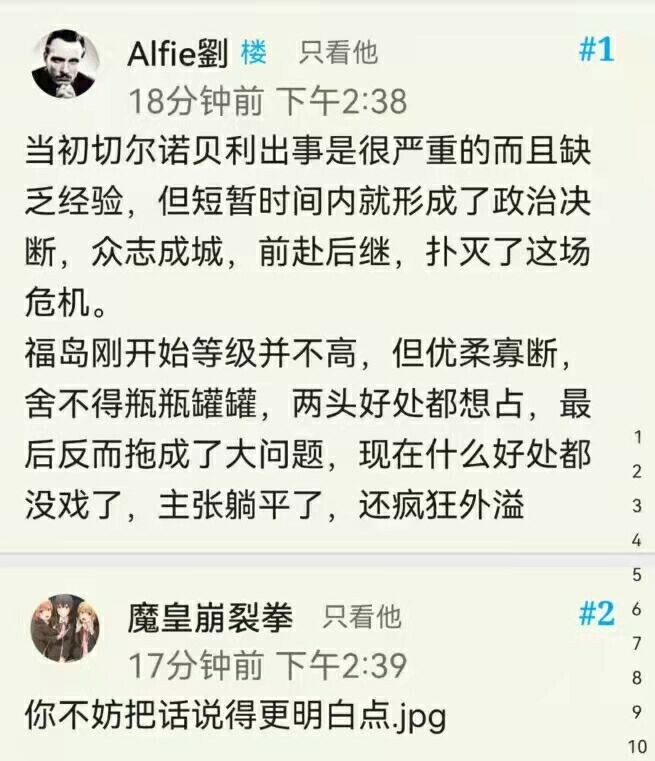 Alfie劉 楼 只看他 #1
18分钟前 下午2:38
当初切尔诺贝利出事是很严重的而且缺
乏经验，但短暂时间内就形成了政治决
断，众志成城，前赴后继，扑灭了这场
危机。
福岛刚开始等级并不高，但优柔寡断，
舍不得瓶瓶罐罐，两头好处都想占，最
后反而拖成了大问题，现在什么好处都
没戏了，主张躺平了，还疯狂外溢
魔皇崩裂拳 只看他 #2
17分钟前 下午2:39
你不妨把话说得更明白点.jpg
1
2
3
4
5
6
7
8
9
10